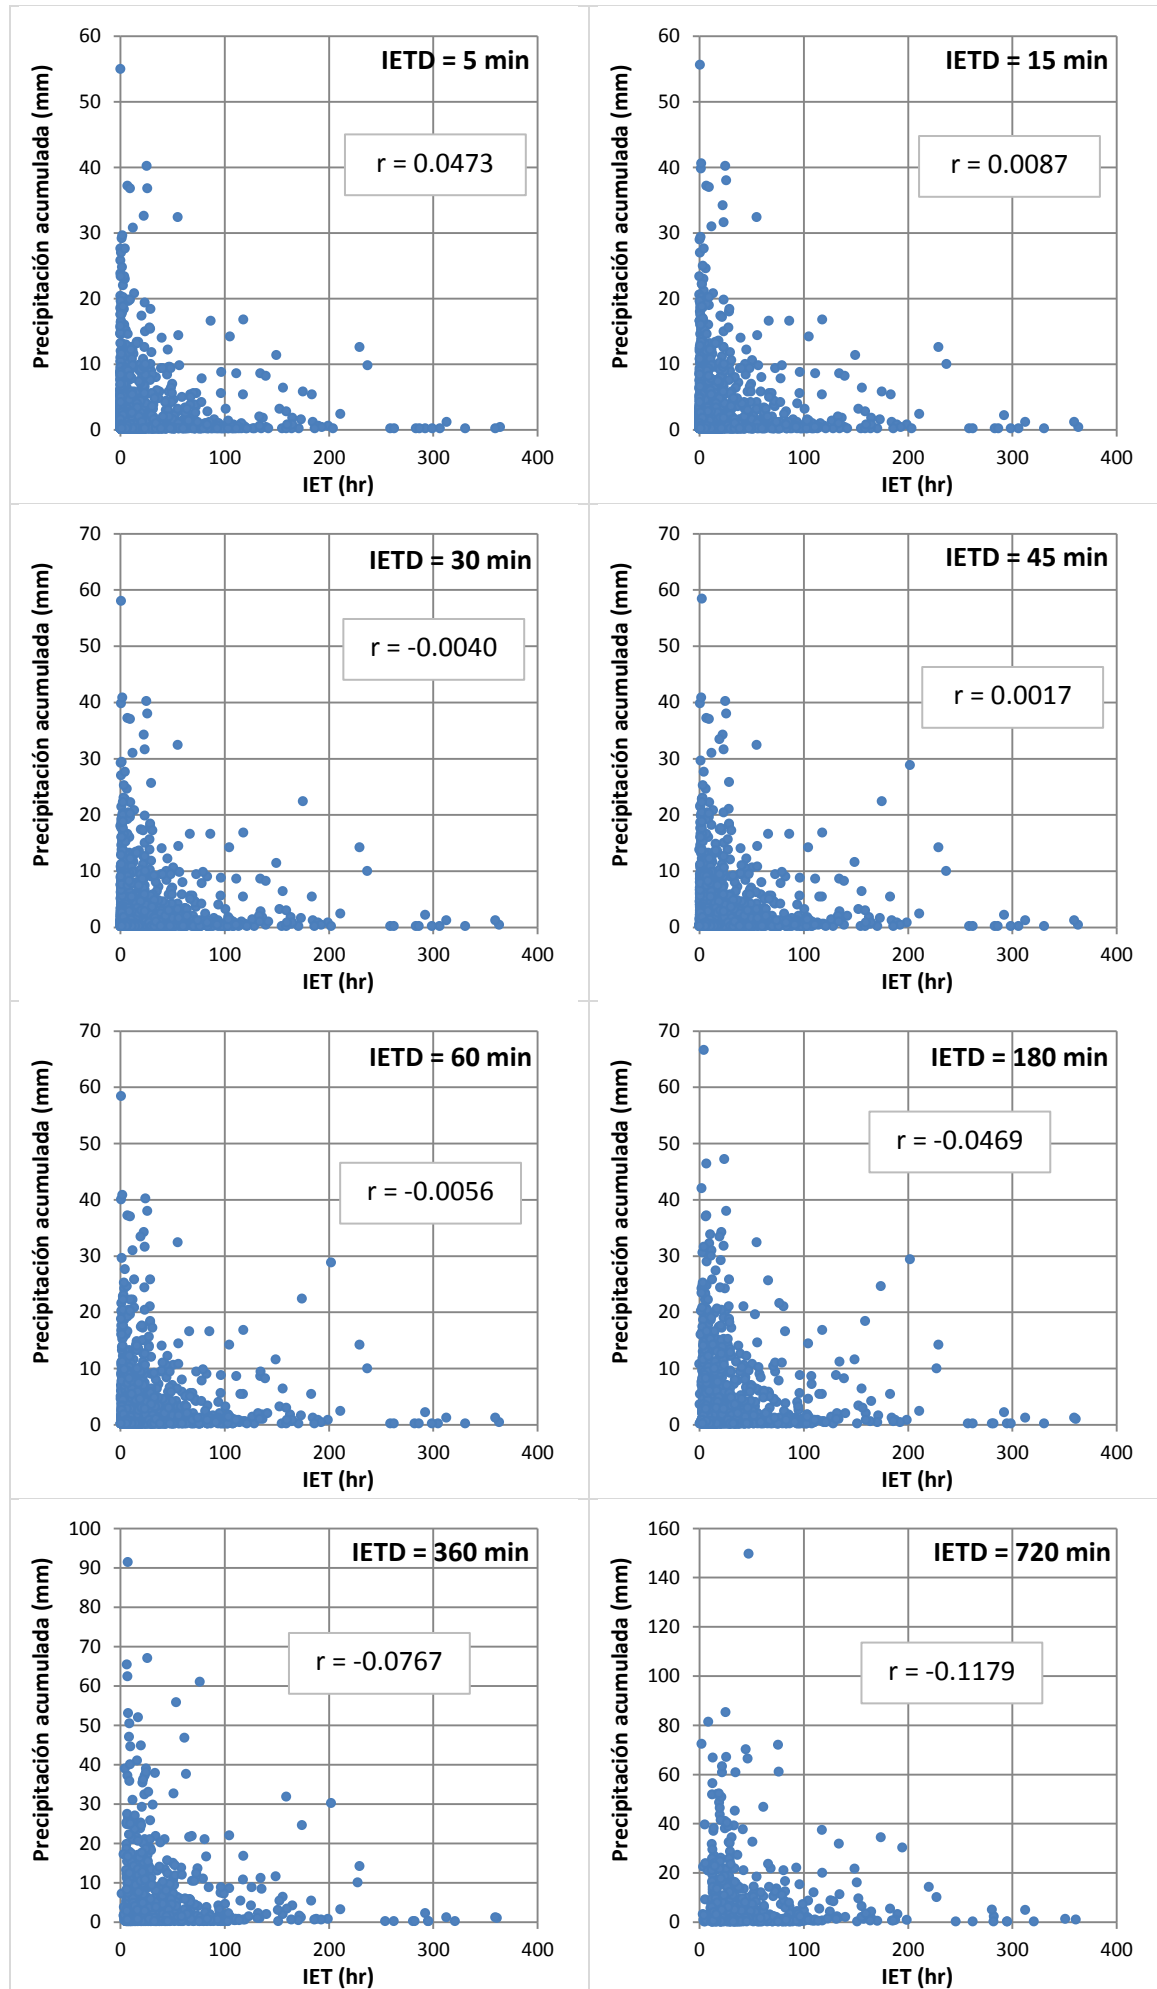 IETD = 5 min
r = 0.0473
Precipitación acumulada (mm)
60
50
40
30
20
10
0
0 100 200 300 400
IET (hr)
IETD = 15 min
r = 0.0087
Precipitación acumulada (mm)
60
50
40
30
20
10
0
0 100 200 300 400
IET (hr)
IETD = 30 min
r = -0.0040
Precipitación acumulada (mm)
70
60
50
40
30
20
10
0
0 100 200 300 400
IET (hr)
IETD = 45 min
r = 0.0017
Precipitación acumulada (mm)
70
60
50
40
30
20
10
0
0 100 200 300 400
IET (hr)
IETD = 60 min
r = -0.0056
Precipitación acumulada (mm)
70
60
50
40
30
20
10
0
0 100 200 300 400
IET (hr)
IETD = 180 min
r = -0.0469
Precipitación acumulada (mm)
70
60
50
40
30
20
10
0
0 100 200 300 400
IET (hr)
IETD = 360 min
r = -0.0767
Precipitación acumulada (mm)
100
90
80
70
60
50
40
30
20
10
0
0 100 200 300 400
IET (hr)
IETD = 720 min
r = -0.1179
Precipitación acumulada (mm)
160
140
120
100
80
60
40
20
0
0 100 200 300 400
IET (hr)